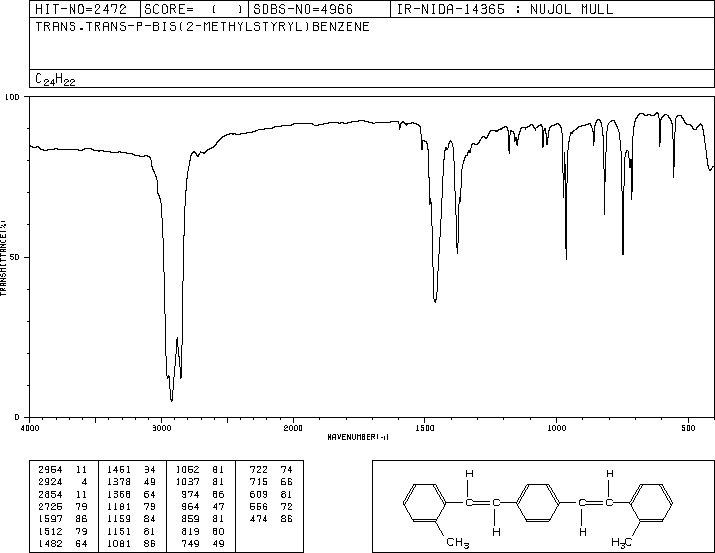 HIT-NO=2472 SCORE= ( ) SDBS-NO=4966 IR-NIDA-14365 : NUJOL MULL
TRANS,TRANS-P-BIS(2-METHYLSTYRYL)BENZENE
C24H22
100
50
0
TRANSMITTANCE(%)
4000 3000 2000 1500 1000 500
WAVENUMBER(-1)
2954 11 1461 34 1052 81 722 74
2924 4 1378 49 1037 81 715 66
2854 11 1368 64 974 66 609 81
2725 79 1181 79 964 47 556 72
1597 86 1159 84 859 81 474 86
1512 79 1151 81 819 60
1482 64 1081 86 749 49
H H
C C C C
H H
CH3 H3C